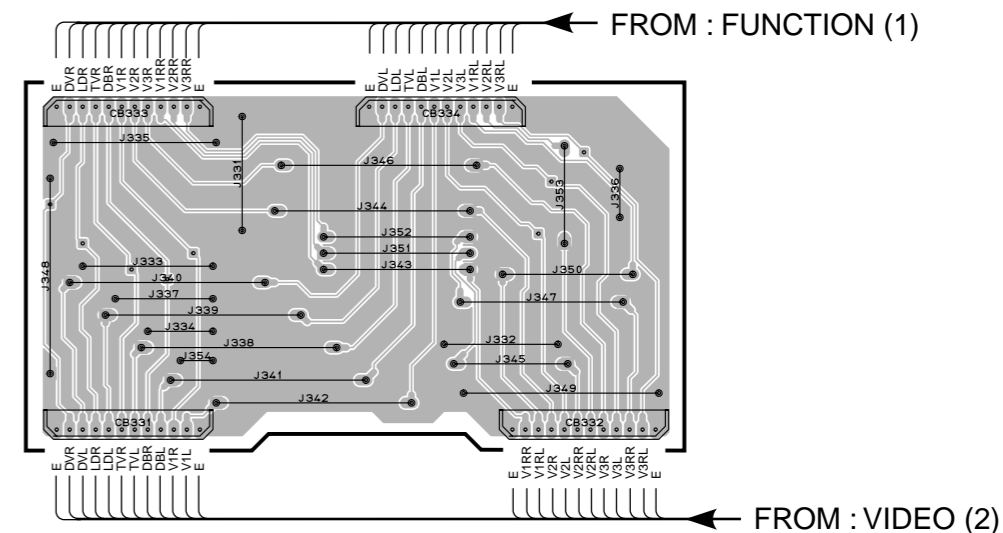 FROM : FUNCTION (1)
E DVR LDR TVR DBR V1R V2R V3R V1RR V2RR V3RR E
E DVL LDL TVL DBL V1L V2L V3L V1RL V2RL V3RL E
CB333
CB334
J335
J331
J346
J353
J336
J344
J352
J351
J348
J333
J343
J350
J340
J337
J347
J339
J334
J338
J332
J354
J345
J341
J349
J342
CB331
CB332
E DVR DVL LDR LDL TVR TVL DBR DBL V1R V1L E
E V1RR V1RL V2R V2L V2RR V2RL V3R V3L V3RR V3RL E
FROM : VIDEO (2)